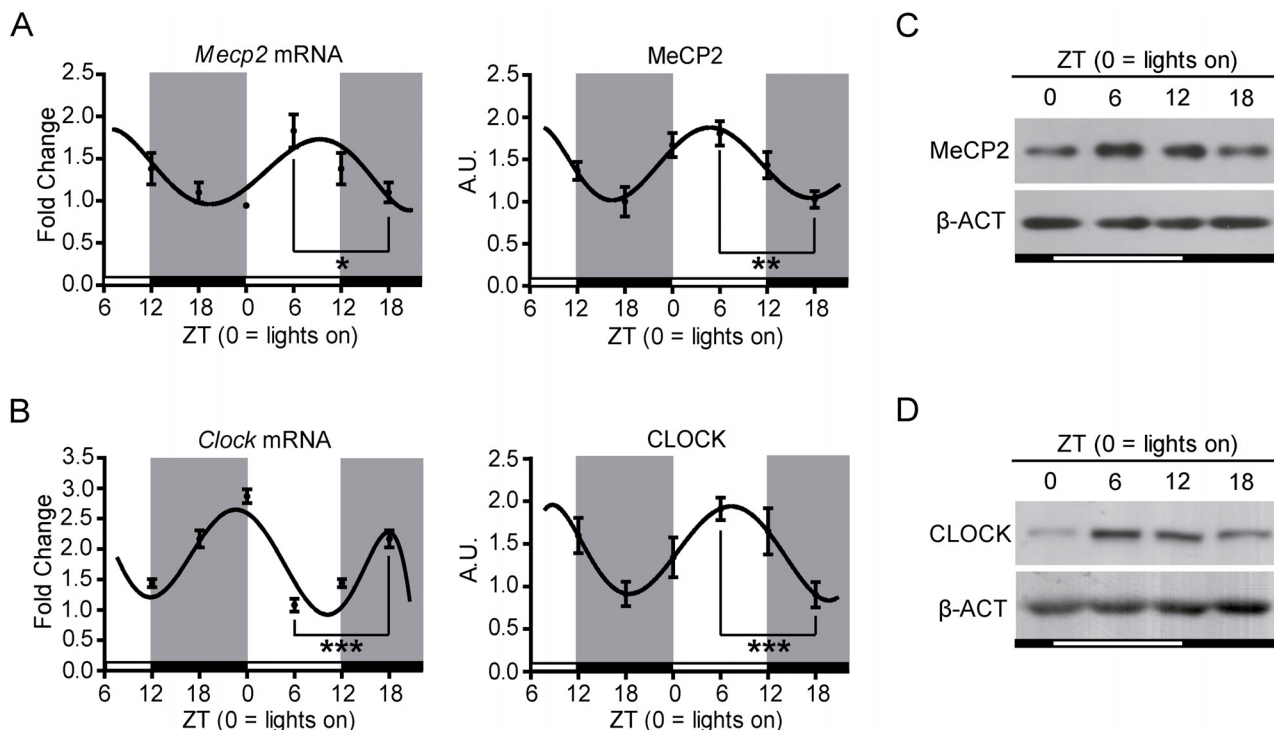 A
Mecp2 mRNA
Fold Change
2.5
2.0
1.5
1.0
0.5
0.0
*
6 12 18 0 6 12 18
ZT (0 = lights on)
MeCP2
A.U.
2.5
2.0
1.5
1.0
0.5
0.0
**
6 12 18 0 6 12 18
ZT (0 = lights on)
B
Clock mRNA
Fold Change
3.5
3.0
2.5
2.0
1.5
1.0
0.5
0.0
***
6 12 18 0 6 12 18
ZT (0 = lights on)
CLOCK
A.U.
2.5
2.0
1.5
1.0
0.5
0.0
***
6 12 18 0 6 12 18
ZT (0 = lights on)
C
ZT (0 = lights on)
0 6 12 18
MeCP2
β-ACT
D
ZT (0 = lights on)
0 6 12 18
CLOCK
β-ACT